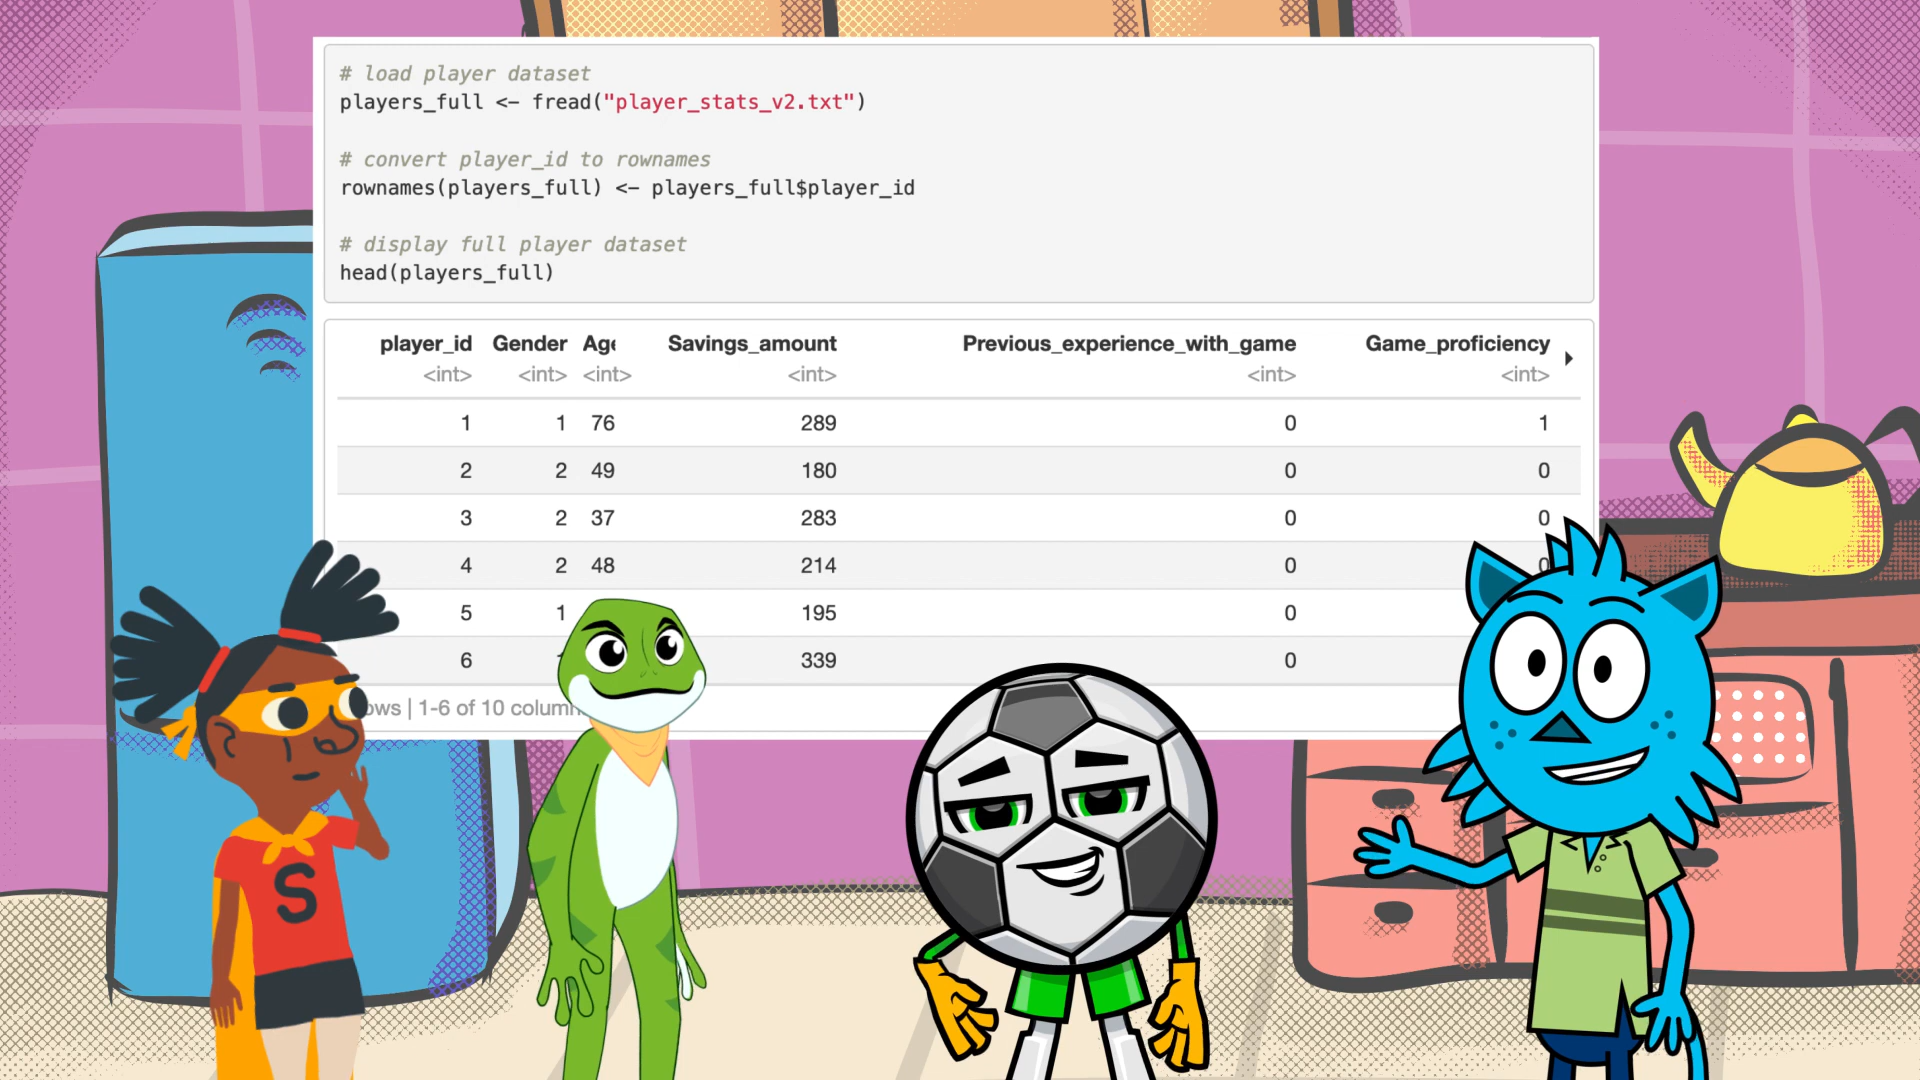 # load player dataset
players_full <- fread("player_stats_v2.txt")
# convert player_id to rownames
rownames(players_full) <- players_full$player_id
# display full player dataset
head(players_full)
player_id Gender Age Savings_amount Previous_experience_with_game Game_proficiency
<int> <int> <int> <int> <int> <int>
1 1 76 289 0 1
2 2 49 180 0 0
3 2 37 283 0 0
4 2 48 214 0 0
5 1 195 0
6 339 0
| 1-6 of 10
S